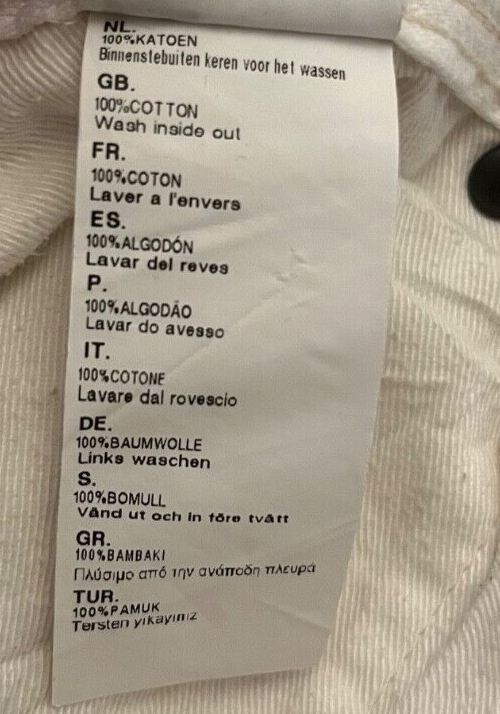 NL.
100%KATOEN
Binnenstebuiten keren voor het wassen
GB.
100%COTTON
Wash inside out
FR.
100%COTON
Laver a l'envers
ES.
100%ALGODÓN
Lavar del reves
P.
100%ALGODÃO
Lavar do avesso
IT.
100%COTONE
Lavare dal rovescio
DE.
100%BAUMWOLLE
Links waschen
S.
100%BOMULL
Vänd ut och in före tvätt
GR.
100%BAMBAKI
Πλύσιμο από την ανάποδη πλευρά
TUR.
100%PAMUK
Tersten yıkayınız